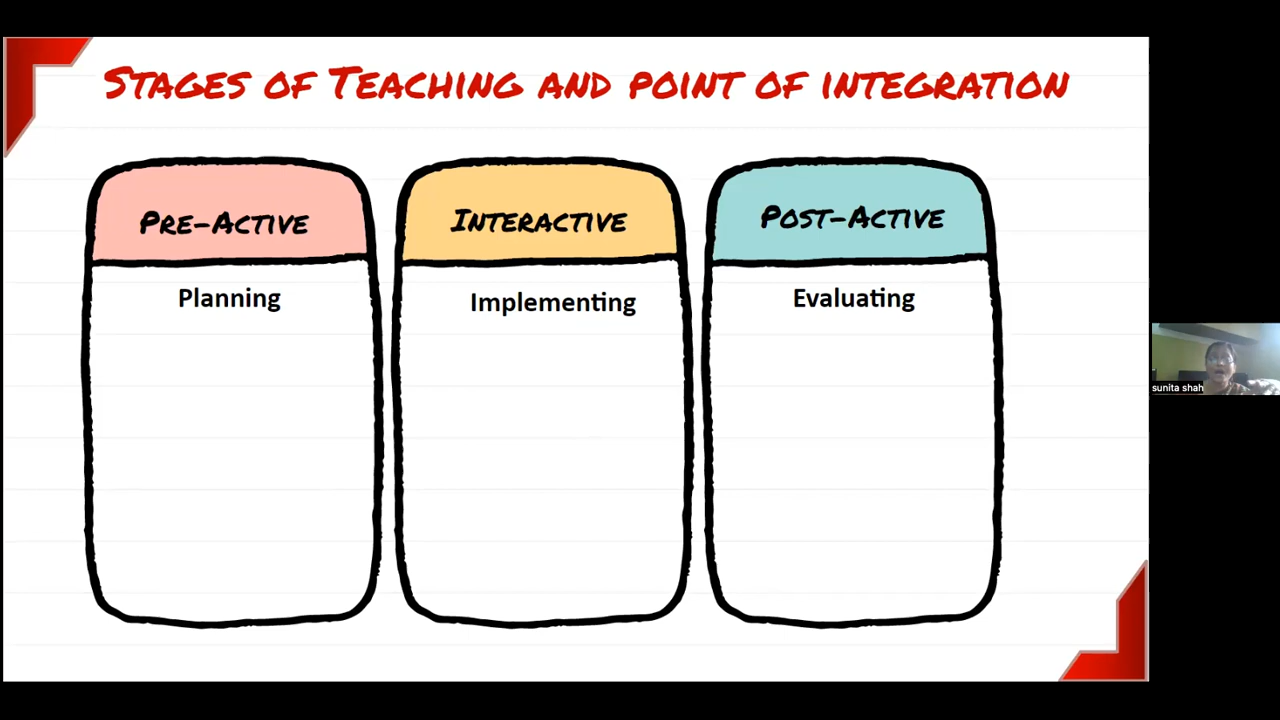 Stages of Teaching and point of integration
Pre-Active
Interactive
Post-Active
Planning
Implementing
Evaluating
sunita shah